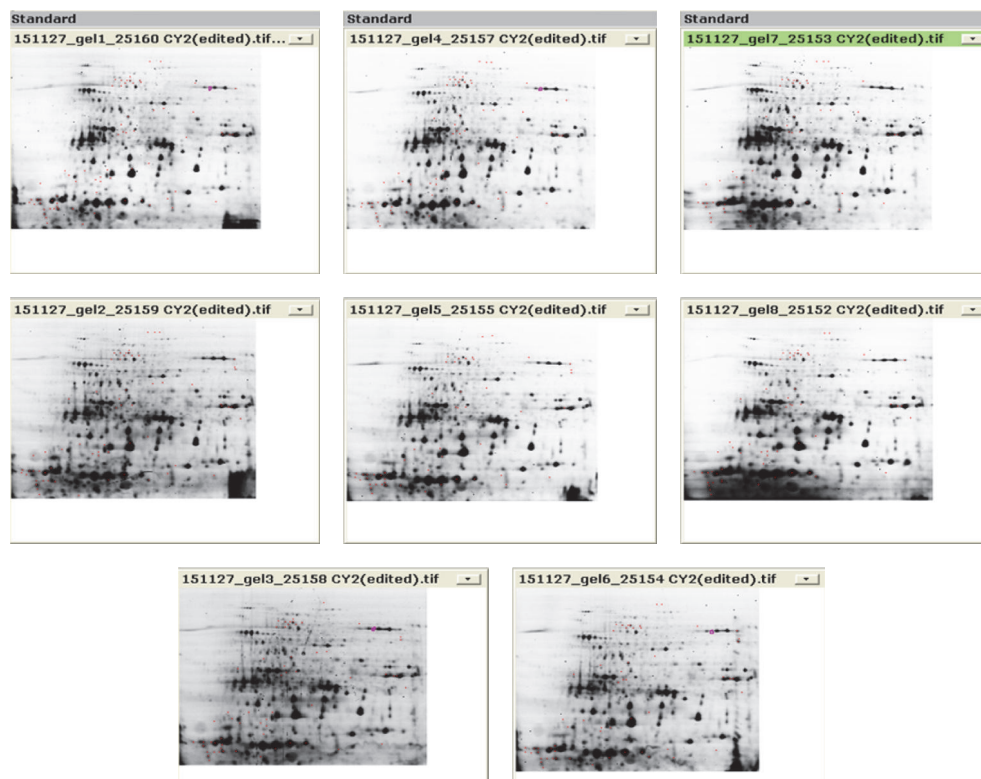 Standard
Standard
Standard
151127_gel1_25160 CY2(edited).tif...
151127_gel4_25157 CY2(edited).tif
151127_gel7_25153 CY2(edited).tif
151127_gel2_25159 CY2(edited).tif
151127_gel5_25155 CY2(edited).tif
151127_gel8_25152 CY2(edited).tif
151127_gel3_25158 CY2(edited).tif
151127_gel6_25154 CY2(edited).tif